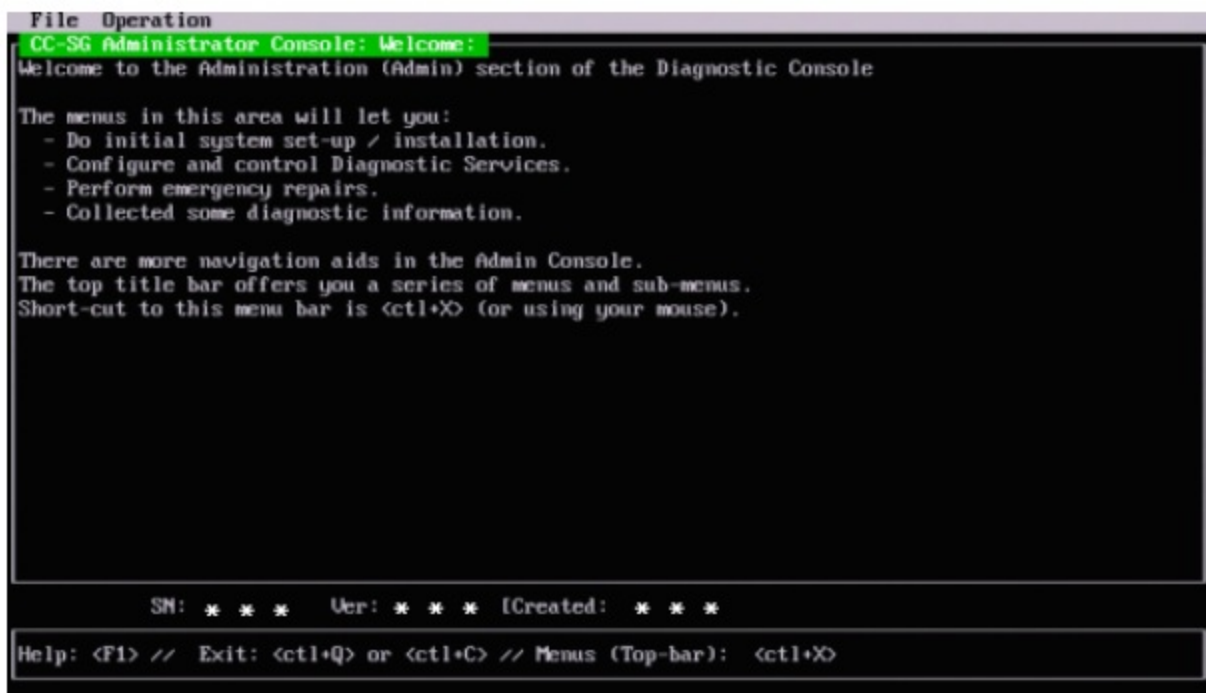 File Operation
CC-SG Administrator Console: Welcome:
Welcome to the Administration (Admin) section of the Diagnostic Console
The menus in this area will let you:
- Do initial system set-up / installation.
- Configure and control Diagnostic Services.
- Perform emergency repairs.
- Collected some diagnostic information.
There are more navigation aids in the Admin Console.
The top title bar offers you a series of menus and sub-menus.
Short-cut to this menu bar is <ctl+X> (or using your mouse).
SN: * * * Ver: * * * [Created: * * *
Help: <F1> // Exit: <ctl+Q> or <ctl+C> // Menus (Top-bar): <ctl+X>